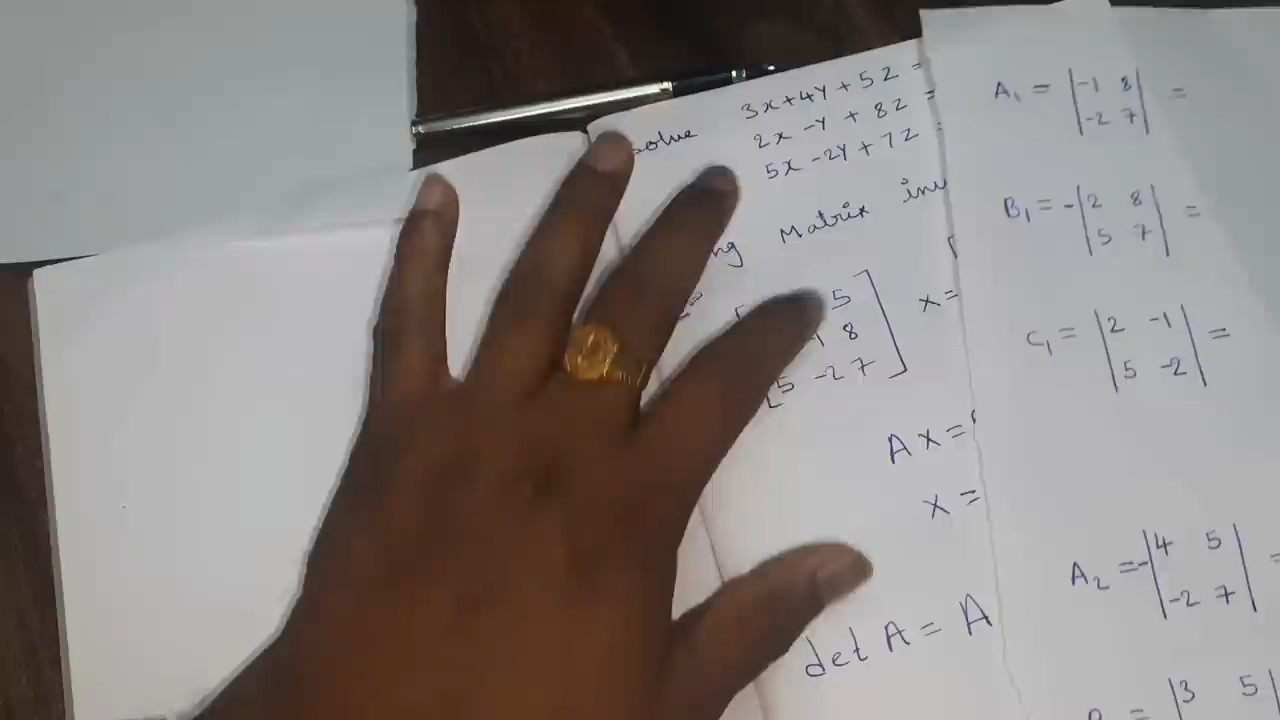 solve 3x+4y+5z =
2x-y+8z =
5x-2y+7z =
Matrix
5
8
5 -2 7
x=
AX=
x=
det A = A
A₁ = |-1 8|
|-2 7| =
B₁ = -|2 8|
|5 7| =
C₁ = |2 -1|
|5 -2| =
A₂ = -|4 5|
|-2 7| =
|3 5|